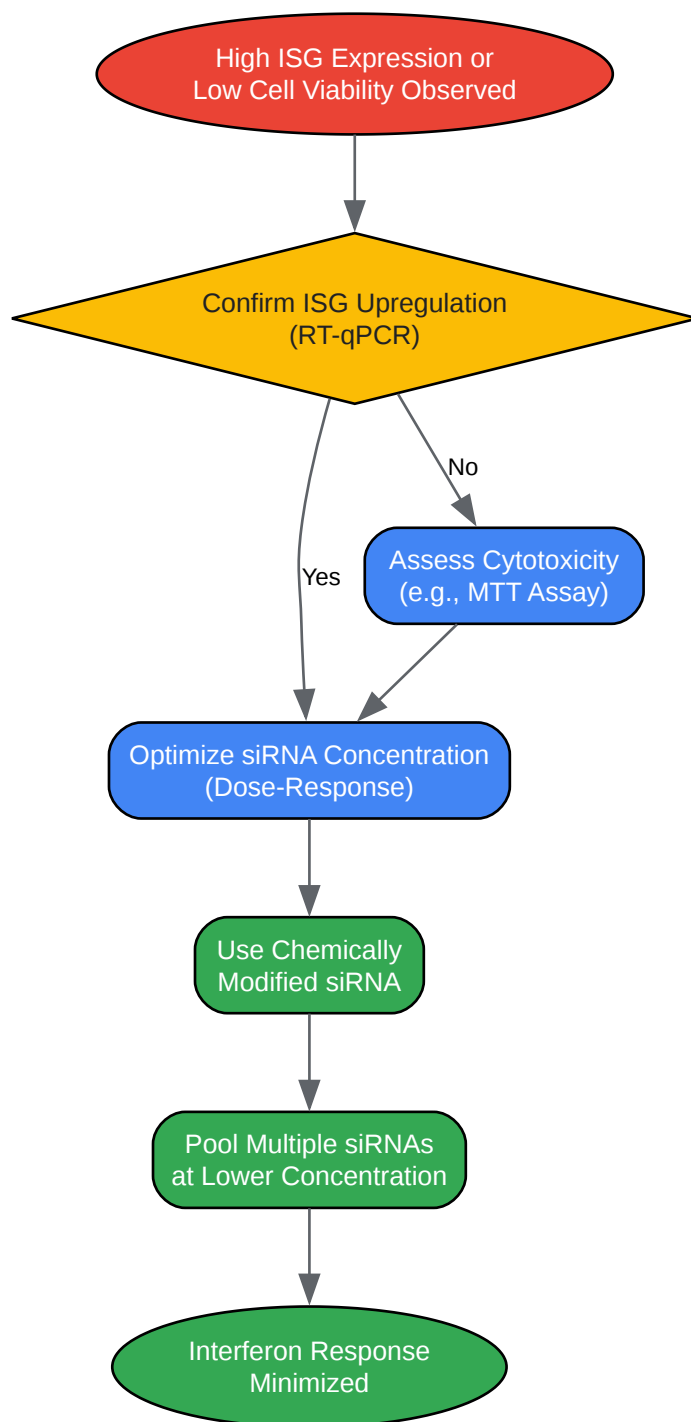 High ISG Expression or
Low Cell Viability Observed
Confirm ISG Upregulation
(RT-qPCR)
No
Assess Cytotoxicity
(e.g., MTT Assay)
Yes
Optimize siRNA Concentration
(Dose-Response)
Use Chemically
Modified siRNA
Pool Multiple siRNAs
at Lower Concentration
Interferon Response
Minimized